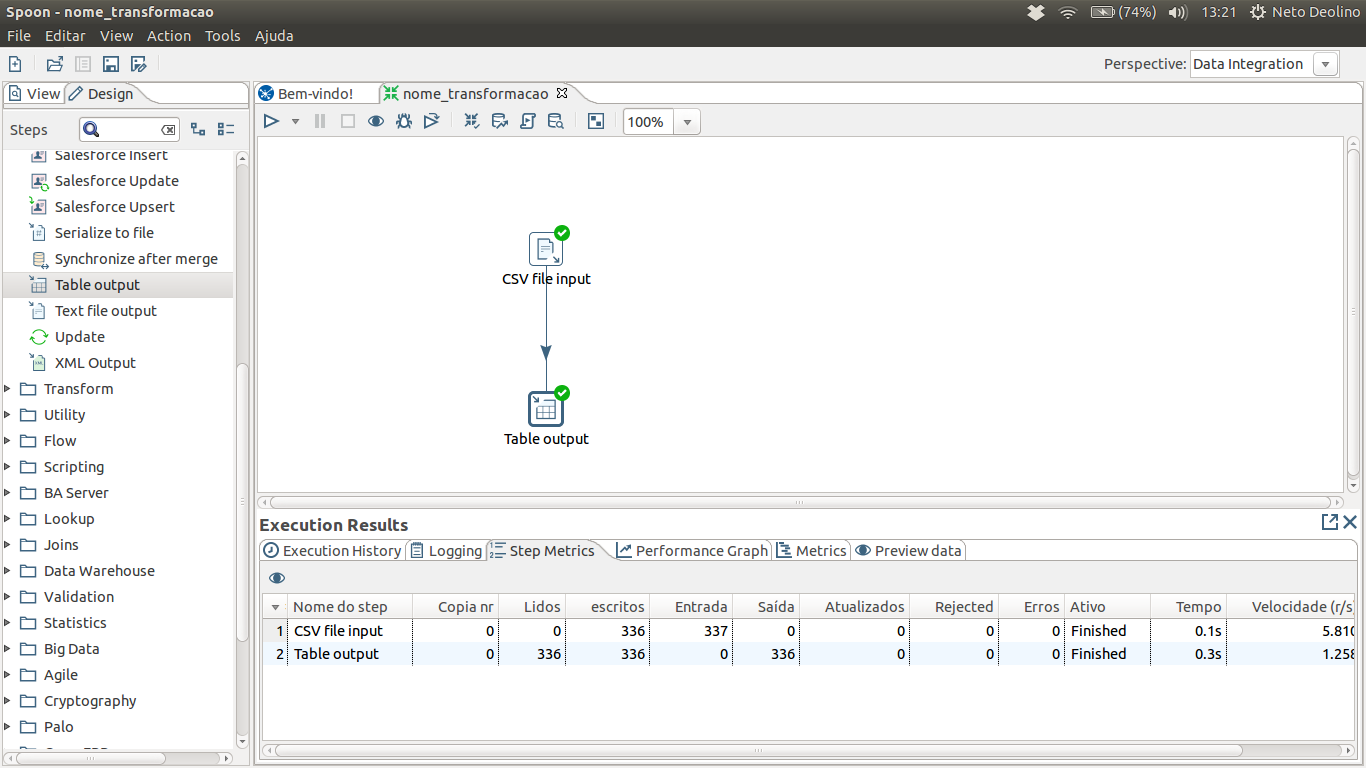 Spoon - nome_transformacao
(74%) 13:21 Neto Deolino
File Editar View Action Tools Ajuda
Perspective: Data Integration
View Design
Bem-vindo! nome_transformacao
Steps
100%
Salesforce Insert
Salesforce Update
Salesforce Upsert
Serialize to file
Synchronize after merge
Table output
Text file output
Update
XML Output
Transform
Utility
Flow
Scripting
BA Server
Lookup
Joins
Data Warehouse
Validation
Statistics
Big Data
Agile
Cryptography
Palo
CSV file input
Table output
Execution Results
Execution History Logging Step Metrics Performance Graph Metrics Preview data
Nome do step Copia nr Lidos escritos Entrada Saída Atualizados Rejected Erros Ativo Tempo Velocidade (r/s)
1 CSV file input 0 0 336 337 0 0 0 0 Finished 0.1s 5.810
2 Table output 0 336 336 0 336 0 0 0 Finished 0.3s 1.258